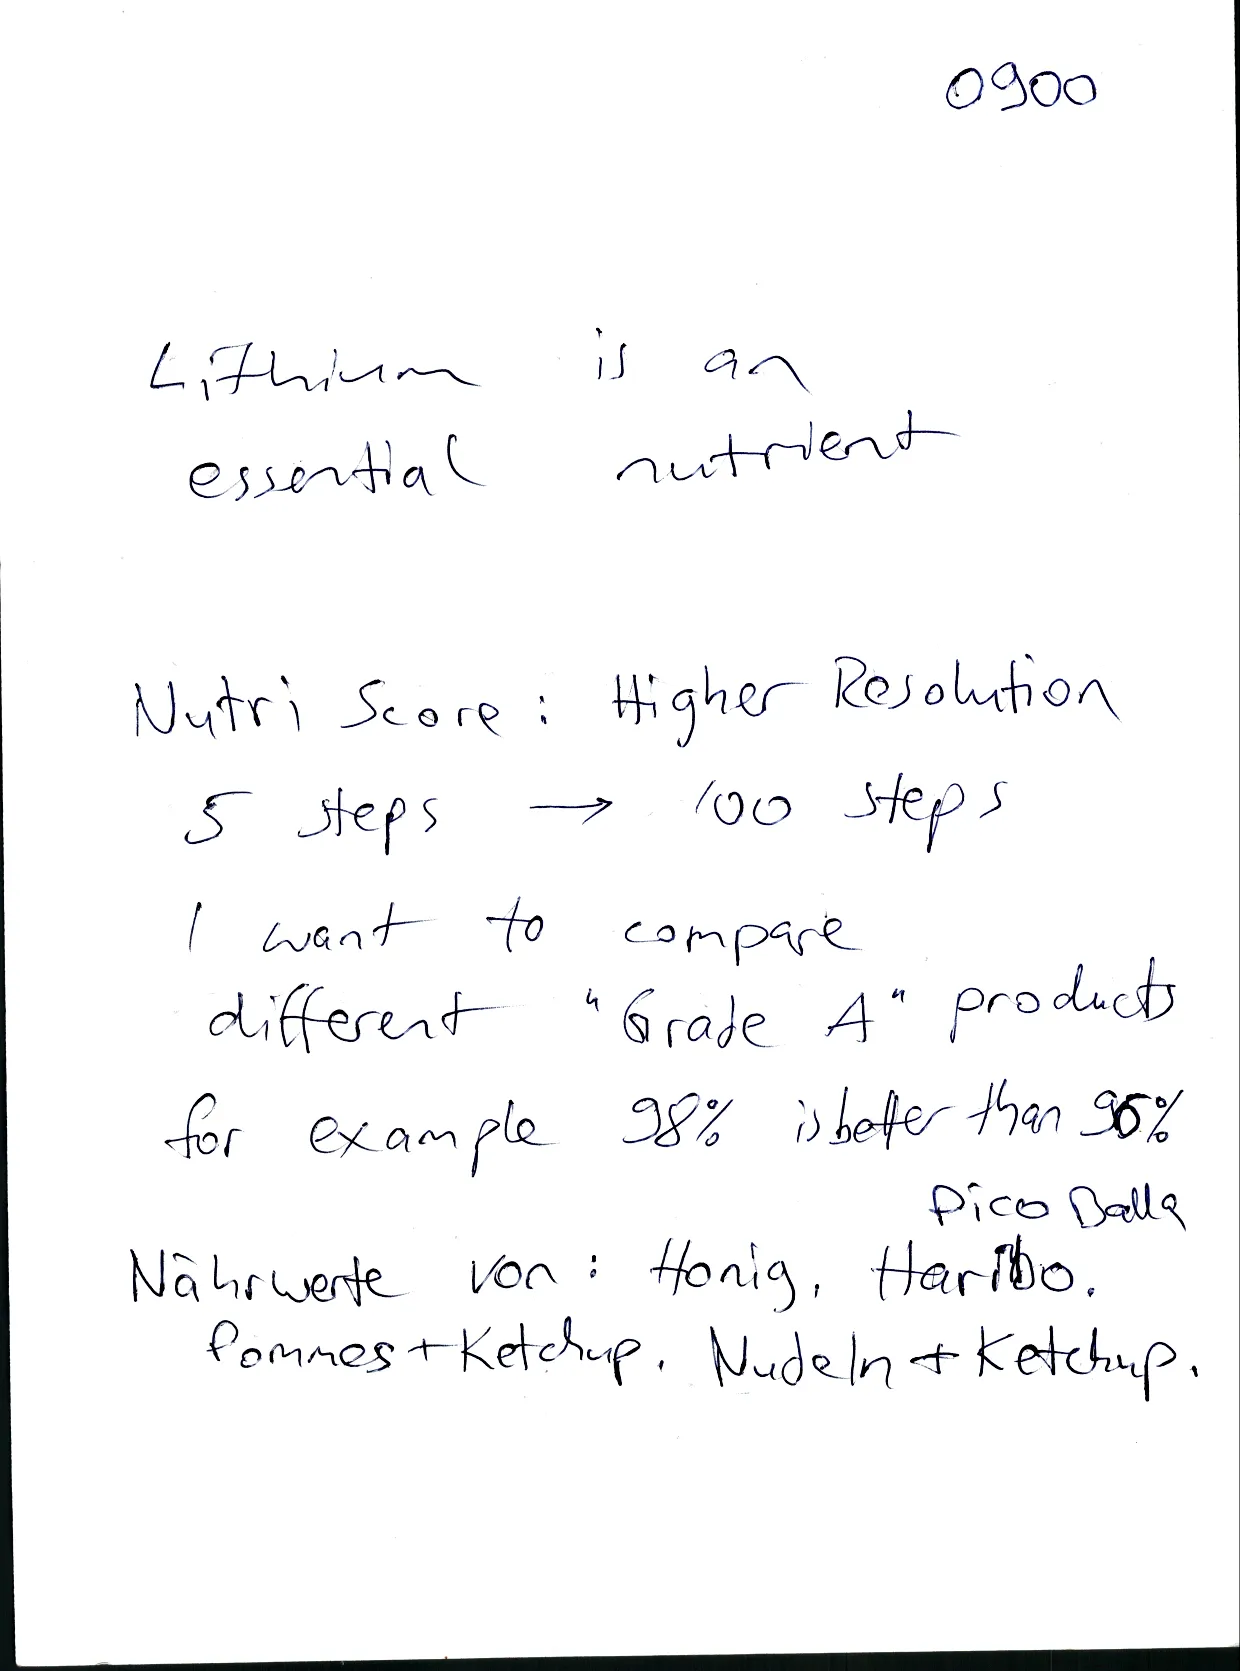 0900
Lithium is an
essential nutrient
Nutri Score: Higher Resolution
5 steps → 100 steps
I want to compare
different "Grade A" products
for example 98% is better than 95%
Pico Balla
Nährwerte von: Honig, Haribo.
Pommes + Ketchup. Nudeln + Ketchup.